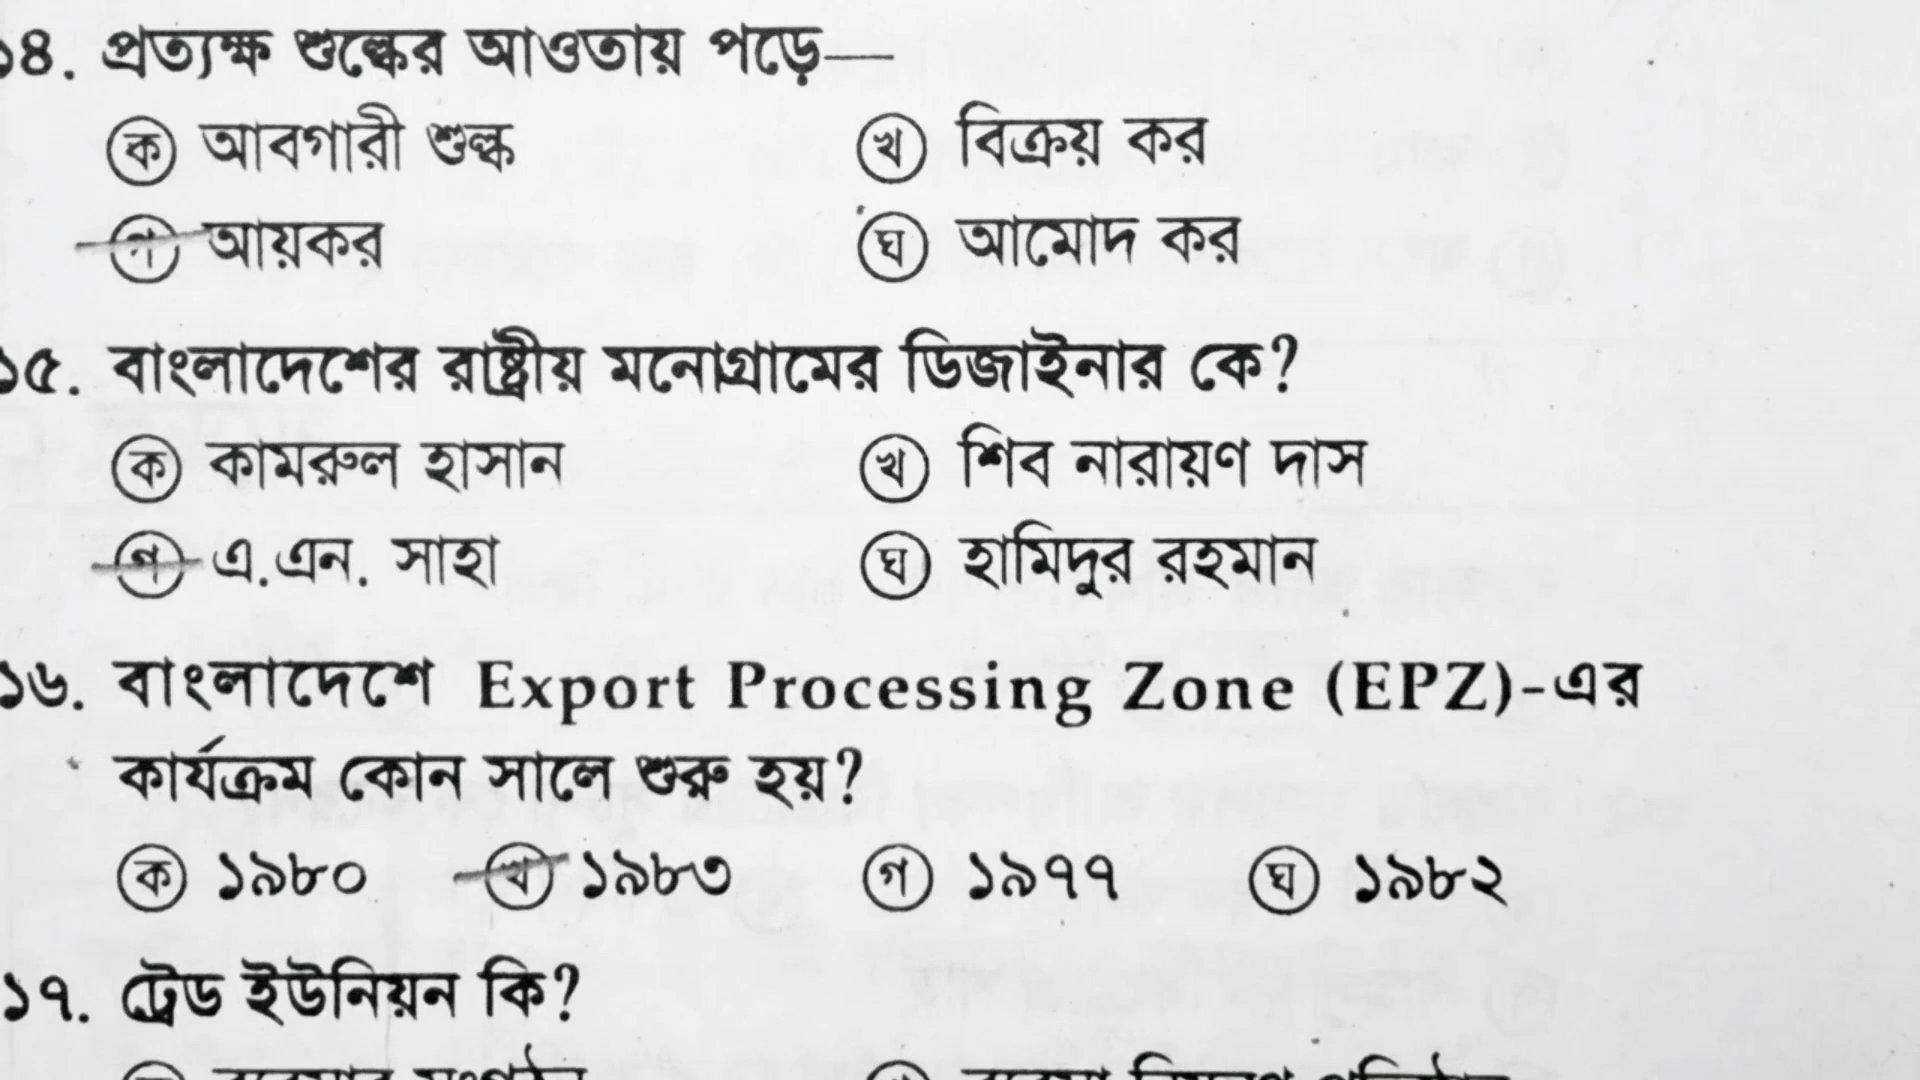 ১৪. প্রত্যক্ষ শুল্কের আওতায় পড়ে—
ক আবগারী শুল্ক খ বিক্রয় কর
গ আয়কর ঘ আমোদ কর
১৫. বাংলাদেশের রাষ্ট্রীয় মনোগ্রামের ডিজাইনার কে?
ক কামরুল হাসান খ শিব নারায়ণ দাস
গ এ.এন. সাহা ঘ হামিদুর রহমান
১৬. বাংলাদেশে Export Processing Zone (EPZ)-এর
কার্যক্রম কোন সালে শুরু হয়?
ক ১৯৮০ খ ১৯৮৩ গ ১৯৭৭ ঘ ১৯৮২
১৭. ট্রেড ইউনিয়ন কি?